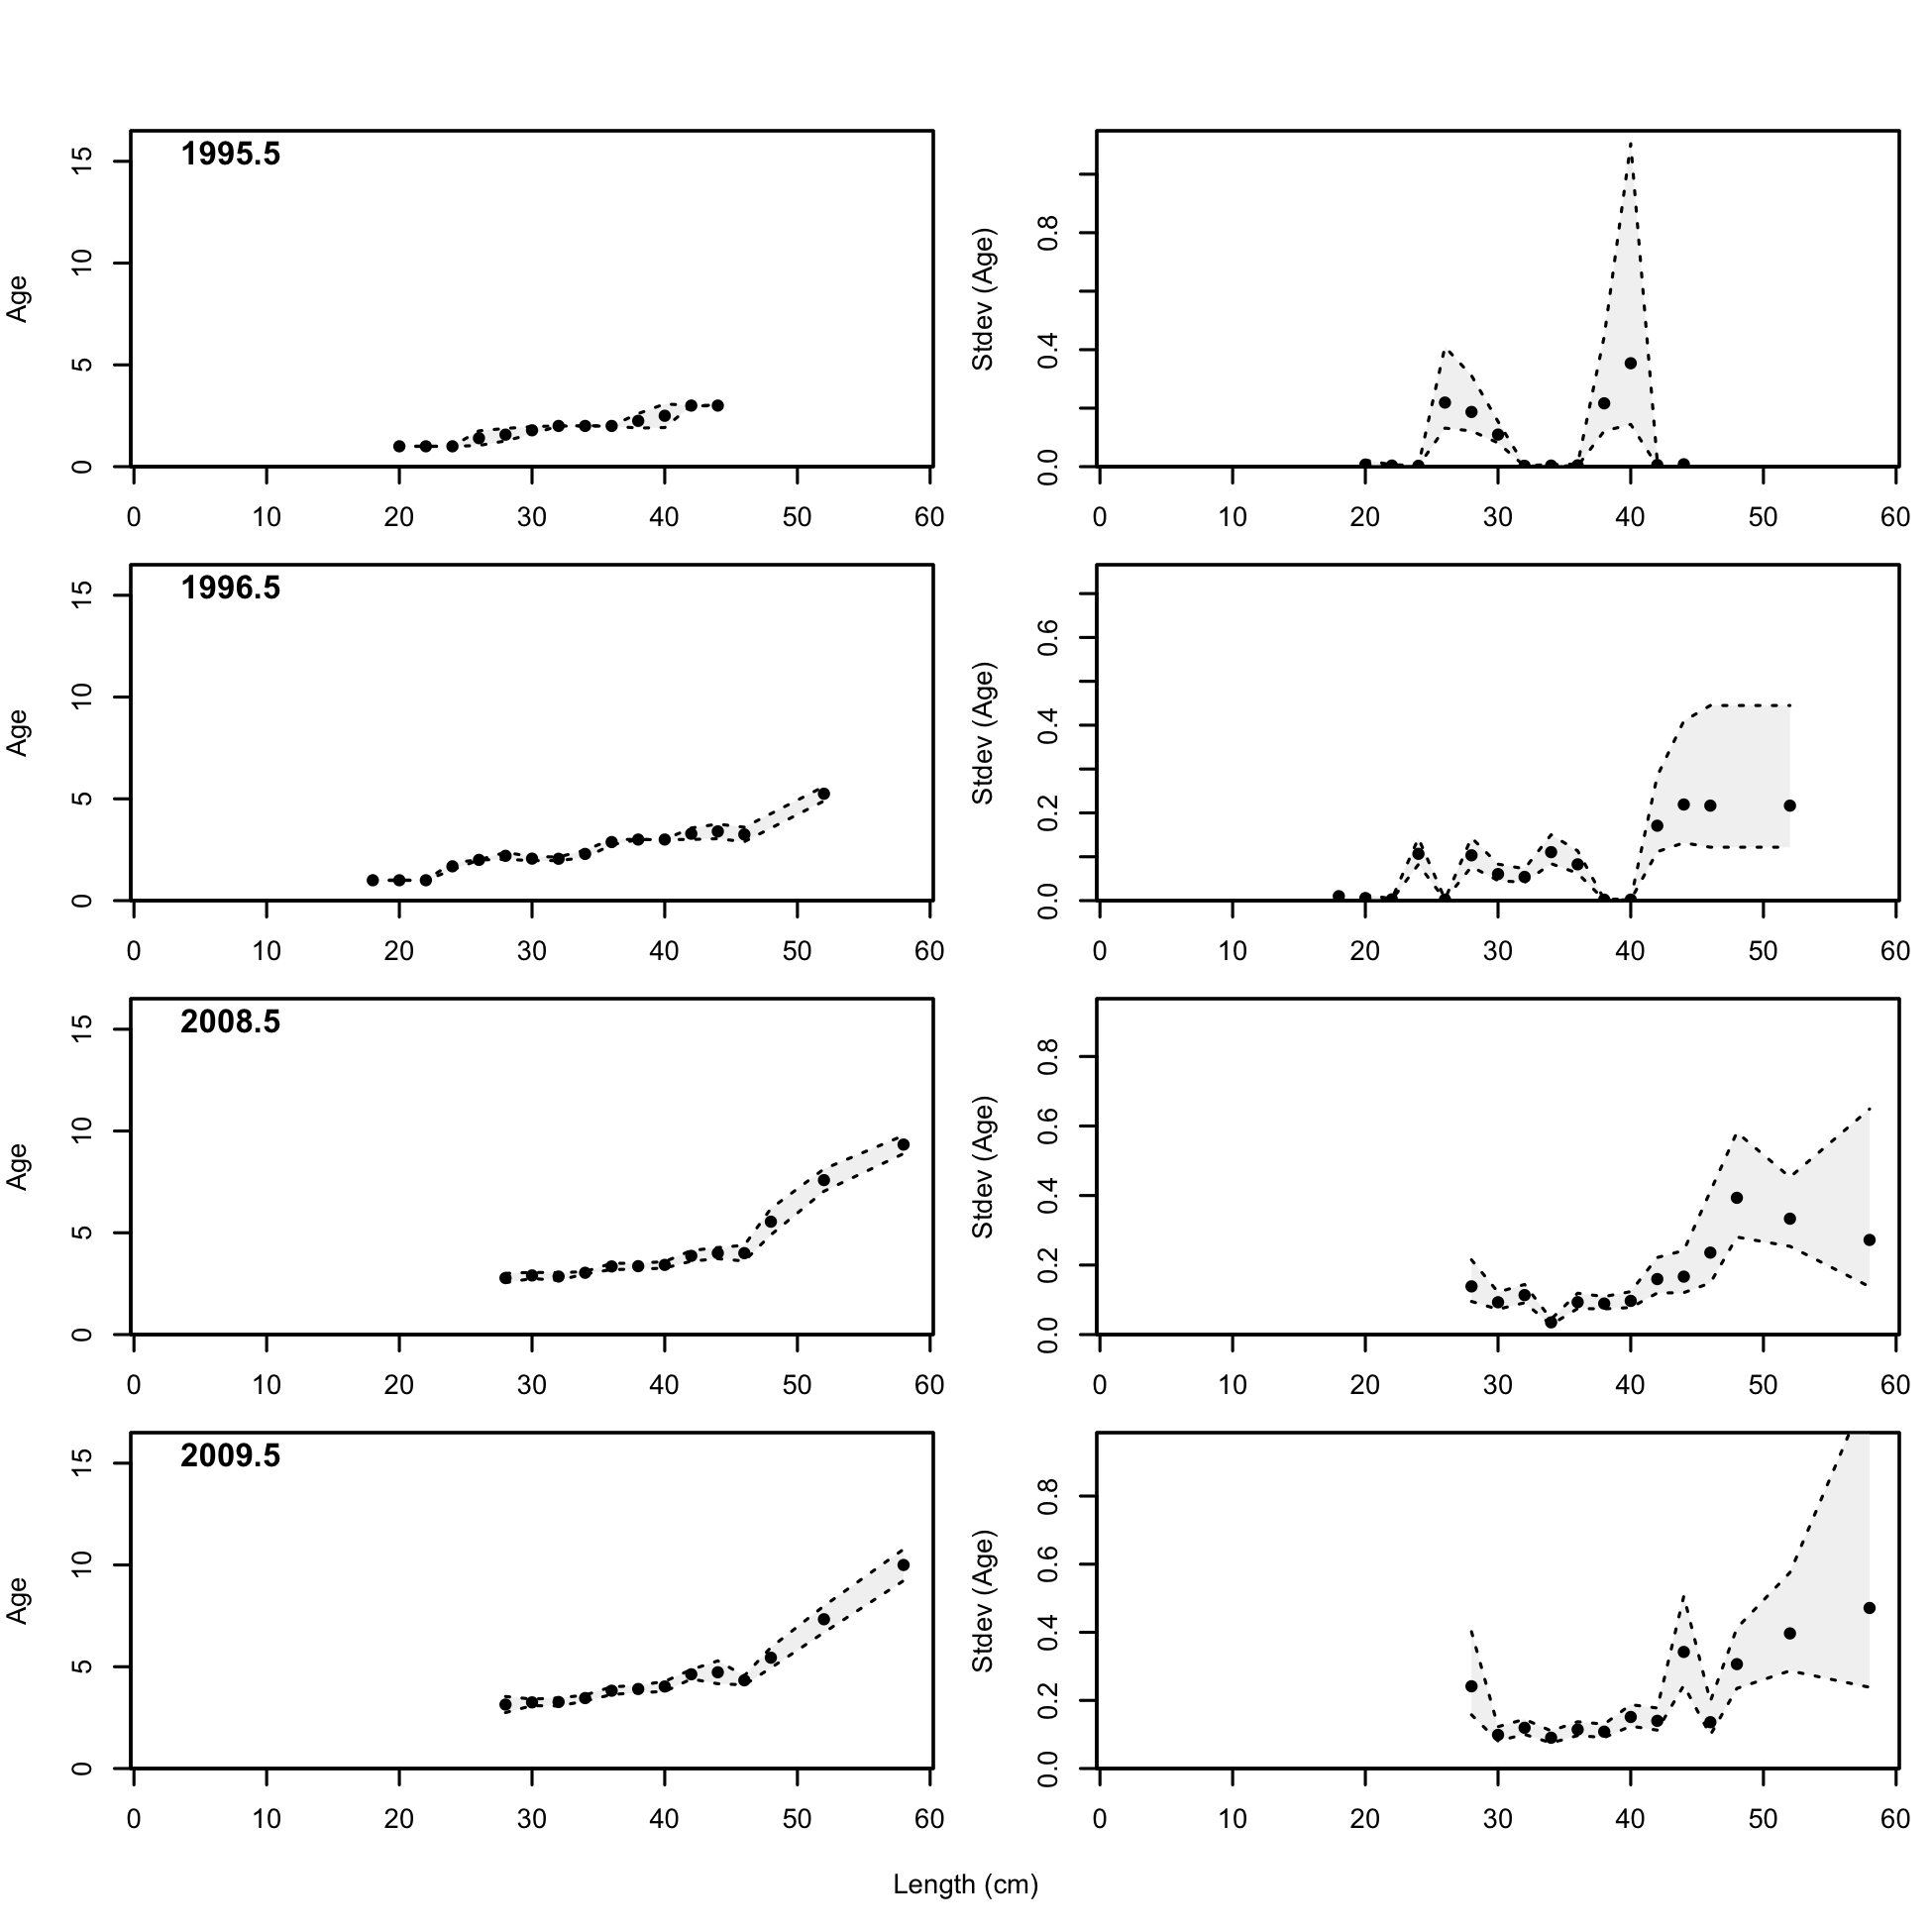 1995.5
Age
0 5 10 15
0 10 20 30 40 50 60
Stdev (Age)
0.0 0.4 0.8
0 10 20 30 40 50 60
1996.5
Age
0 5 10 15
0 10 20 30 40 50 60
Stdev (Age)
0.0 0.2 0.4 0.6
0 10 20 30 40 50 60
2008.5
Age
0 5 10 15
0 10 20 30 40 50 60
Stdev (Age)
0.0 0.2 0.4 0.6 0.8
0 10 20 30 40 50 60
2009.5
Age
0 5 10 15
0 10 20 30 40 50 60
Stdev (Age)
0.0 0.2 0.4 0.6 0.8
0 10 20 30 40 50 60
Length (cm)